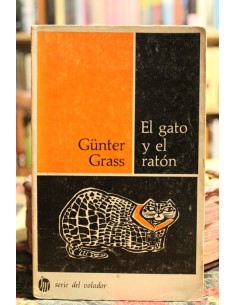 Günter
Grass
El gato
y el
ratón
serie del volador